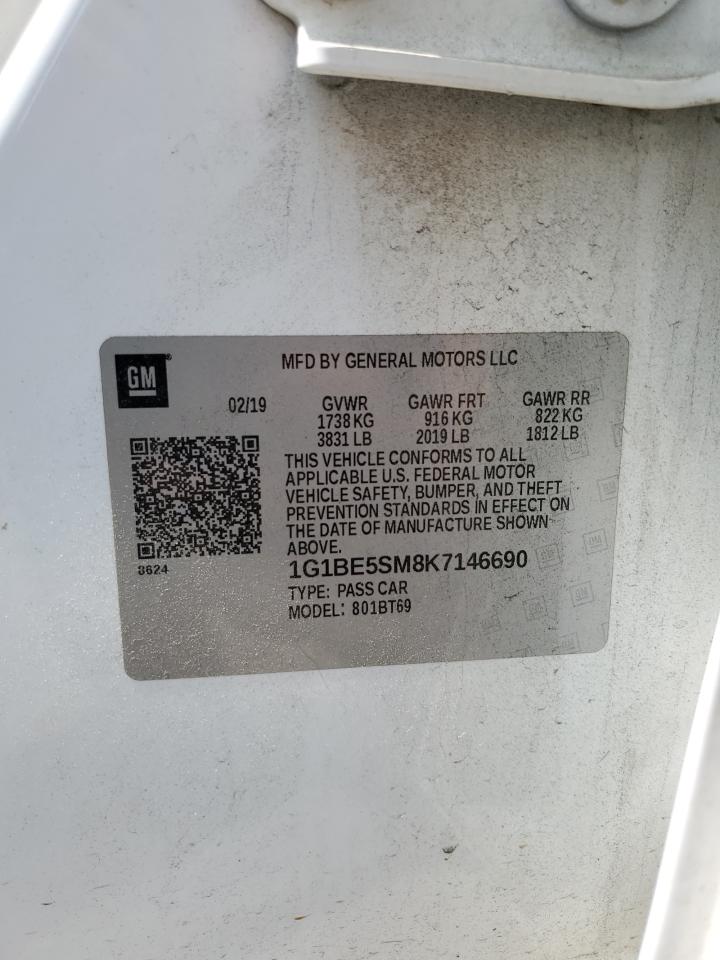 GM
MFD BY GENERAL MOTORS LLC
02/19 GVWR GAWR FRT GAWR RR
1738 KG 916 KG 822 KG
3831 LB 2019 LB 1812 LB
THIS VEHICLE CONFORMS TO ALL
APPLICABLE U.S. FEDERAL MOTOR
VEHICLE SAFETY, BUMPER, AND THEFT
PREVENTION STANDARDS IN EFFECT ON
THE DATE OF MANUFACTURE SHOWN
ABOVE.
3624
1G1BE5SM8K7146690
TYPE: PASS CAR
MODEL: 801BT69